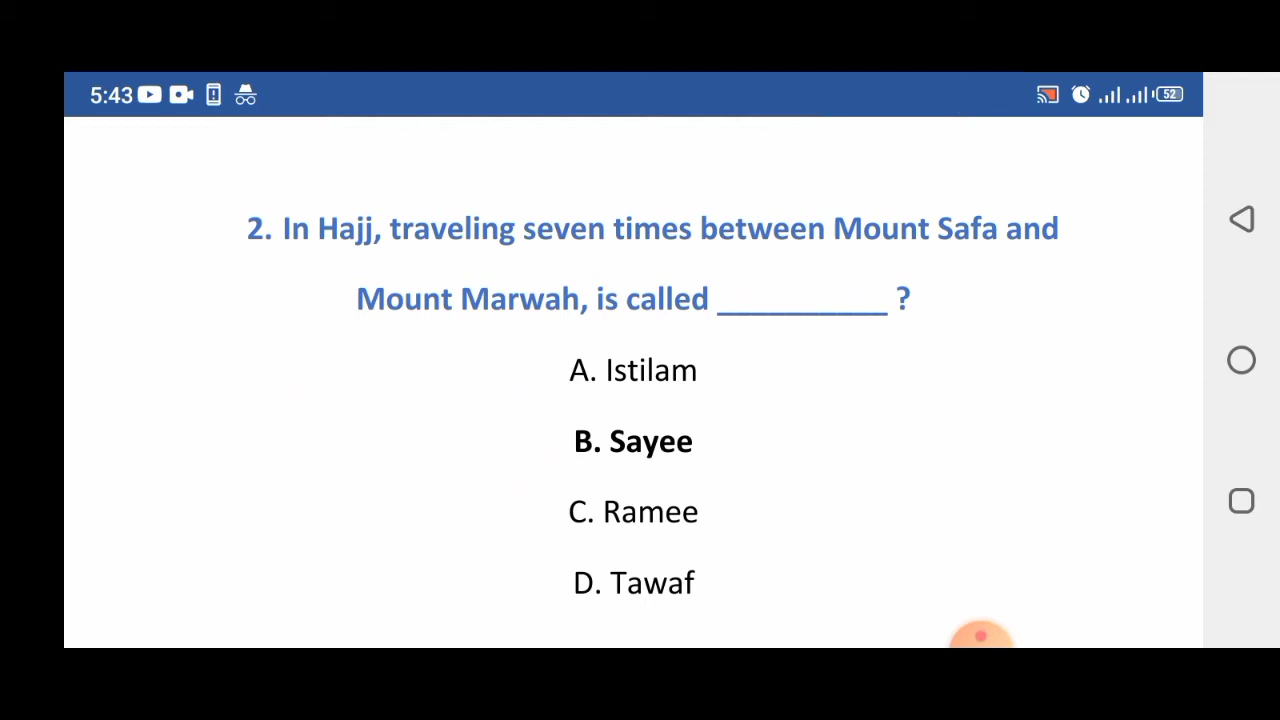 5:43 52
2. In Hajj, traveling seven times between Mount Safa and
Mount Marwah, is called __________ ?
A. Istilam
B. Sayee
C. Ramee
D. Tawaf